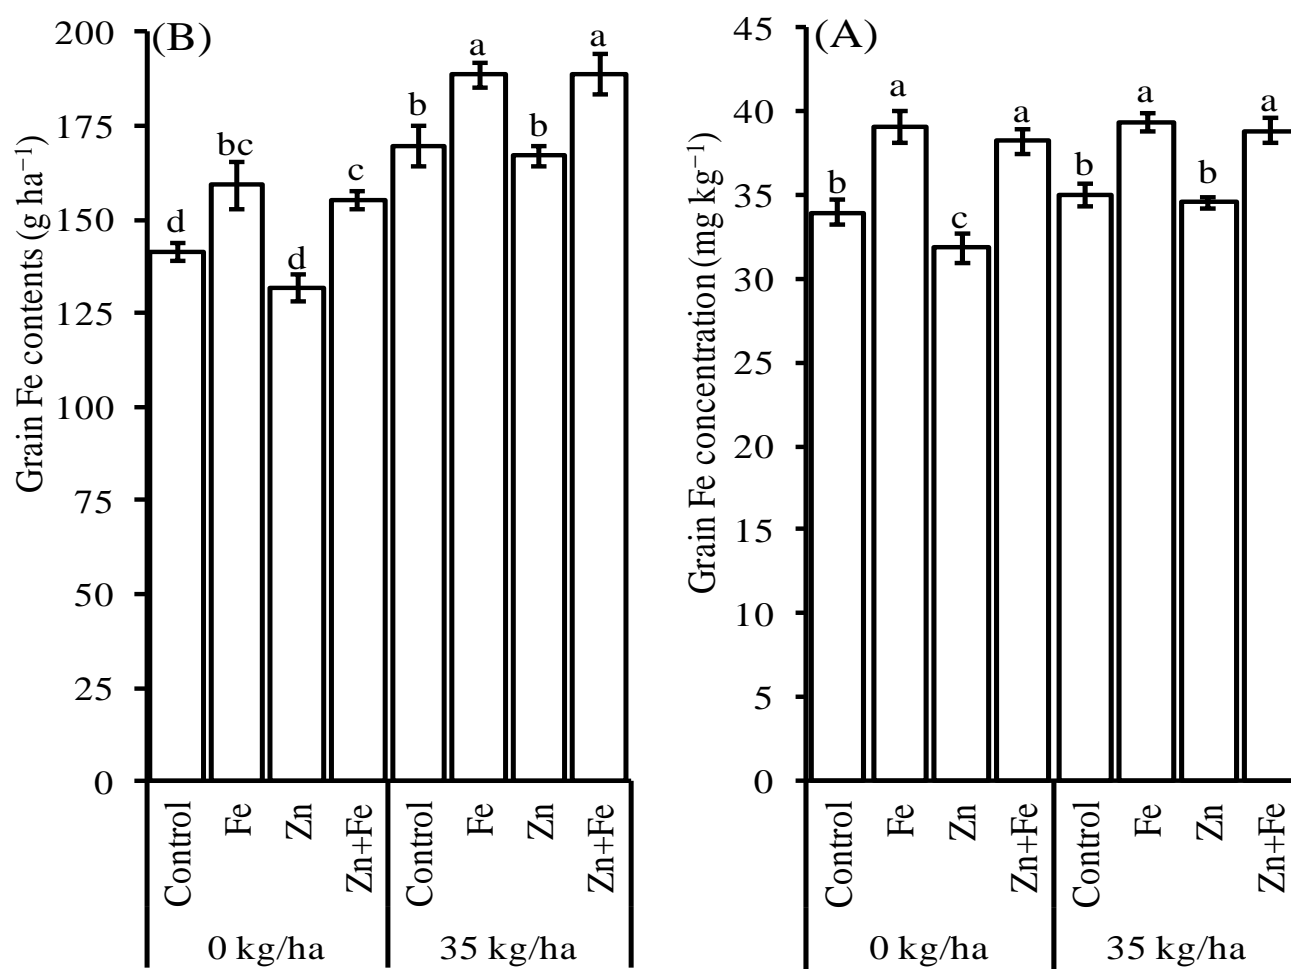 (B)
Grain Fe contents (g ha⁻¹)
200
175
150
125
100
75
50
25
0
d
bc
d
c
b
a
b
a
Control
Fe
Zn
Zn+Fe
Control
Fe
Zn
Zn+Fe
0 kg/ha
35 kg/ha
(A)
Grain Fe concentration (mg kg⁻¹)
45
40
35
30
25
20
15
10
5
0
b
a
c
a
b
a
b
a
Control
Fe
Zn
Zn+Fe
Control
Fe
Zn
Zn+Fe
0 kg/ha
35 kg/ha